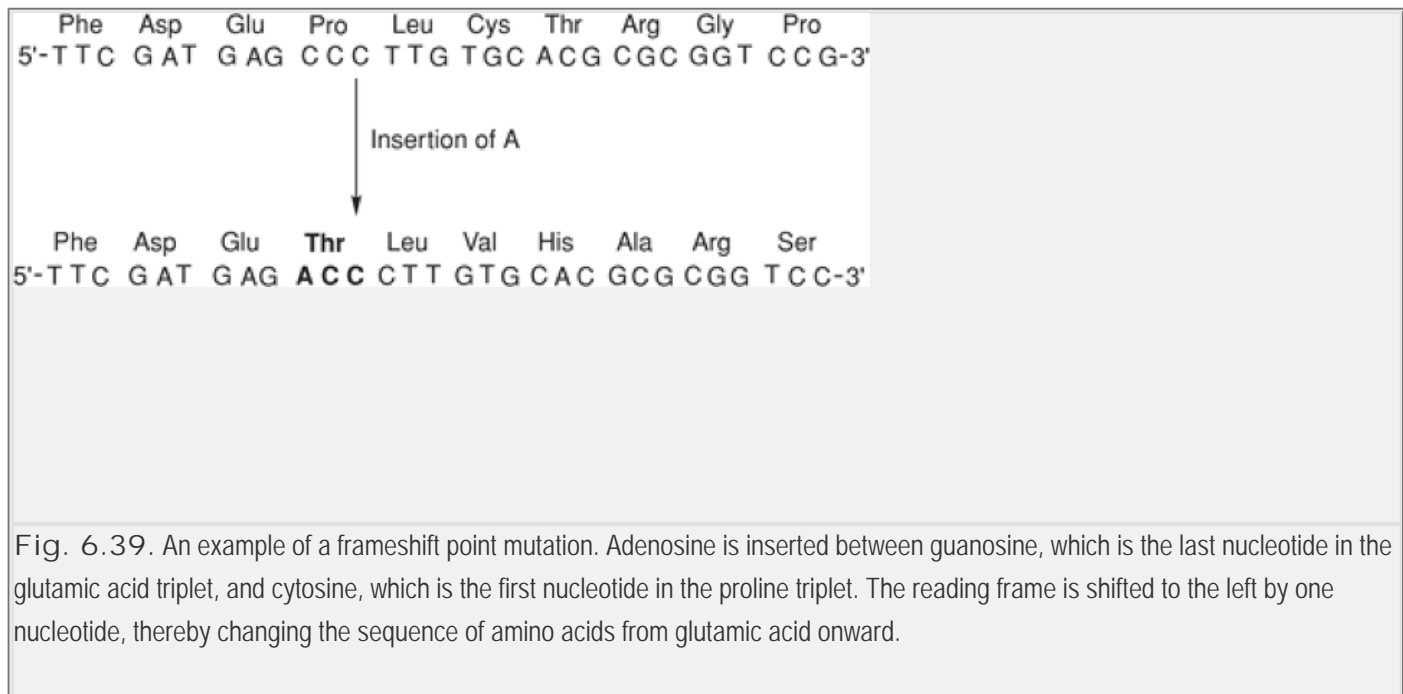 Phe Asp Glu Pro Leu Cys Thr Arg Gly Pro
5'-TTC GAT GAG CCC TTG TGC ACG CGC GGT CCG-3'
Insertion of A
Phe Asp Glu Thr Leu Val His Ala Arg Ser
5'-TTC GAT GAG ACC CTT GTG CAC GCG CGG TCC-3'
Fig. 6.39. An example of a frameshift point mutation. Adenosine is inserted between guanosine, which is the last nucleotide in the
glutamic acid triplet, and cytosine, which is the first nucleotide in the proline triplet. The reading frame is shifted to the left by one
nucleotide, thereby changing the sequence of amino acids from glutamic acid onward.